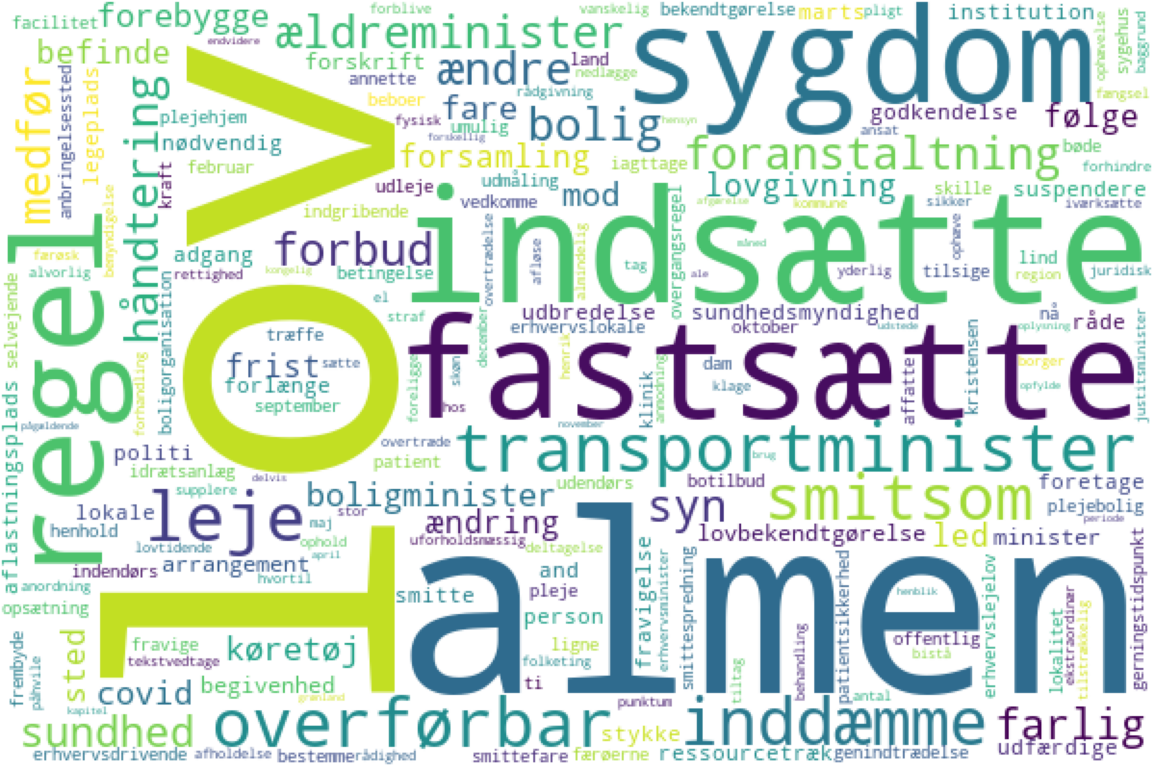 facilitet
forebygge
forblive
vanskelig
bekendtgørelse
marts
pligt
institution
ældreminister
sygdom
befinde
endvidere
forskrift
ændre
land
nedlægge
annette
rådgivning
ophævelse
sygehus
baggrund
medfør
anbringelsessted
legeplads
håndtering
plejehjem
nødvendig
februar
kraft
lov
beboer
fare
fysisk
umulig
forskellig
bolig
hensyn
godkendelse
følge
fængsel
ansat
bøde
forsamling
iagttage
foranstaltning
forhindre
udleje
udmåling
vedkomme
mod
lovgivning
skille
suspendere
sikker
iværksætte
indgribende
afgørelse
kommune
regel
færøsk
alvorlig
bemyndigelse
adgang
rettighed
kongelig
forbud
betingelse
indsætte
overtrædelse
afløse
almindelig
tag
overgangsregel
måned
ale
yderlig
ophæve
tilsige
lind
region
juridisk
selvejende
boligorganisation
el
straf
udbredelse
erhvervslokale
sundhedsmyndighed
oktober
udstede
nå
oplysning
råde
træffe
frist
sætte
forlænge
september
fastsætte
december
skøn
foreligge
hos
henrik
klinik
anmodning
dam
klage
affatte
kristensen
borger
opfylde
justitsminister
pågældende
forhandling
november
brug
politi
overtræde
transportminister
idrætsanlæg
patient
delvis
supplere
aflastningsplads
udendørs
botilbud
smitsom
foretage
plejebolig
periode
lokale
leje
boligminister
henhold
lovtidende
maj
stor
ophold
april
ændring
uforholdsmæssig
deltagelse
syn
lovbekendtgørelse
led
minister
indendørs
arrangement
hvortil
anordning
opsætning
almen
smitte
and
pleje
person
fravigelse
erhvervsminister
smittespredning
patientsikkerhed
henblik
erhvervslejelov
lokalitet
ekstraordinær
tilstrækkelig
gerningstidspunkt
frembyde
påhvile
sted
fravige
tekstvedtage
køretøj
ligne
folketing
offentlig
bistå
behandling
tiltag
covid
begivenhed
grønland
ti
punktum
antal
kapitel
sundhed
overførbar
stykke
inddæmme
farlig
erhvervsdrivende
afholdelse
bestemme
rådighed
smittefare
færøerne
ressourcetræk
genindtrædelse
udfærdige